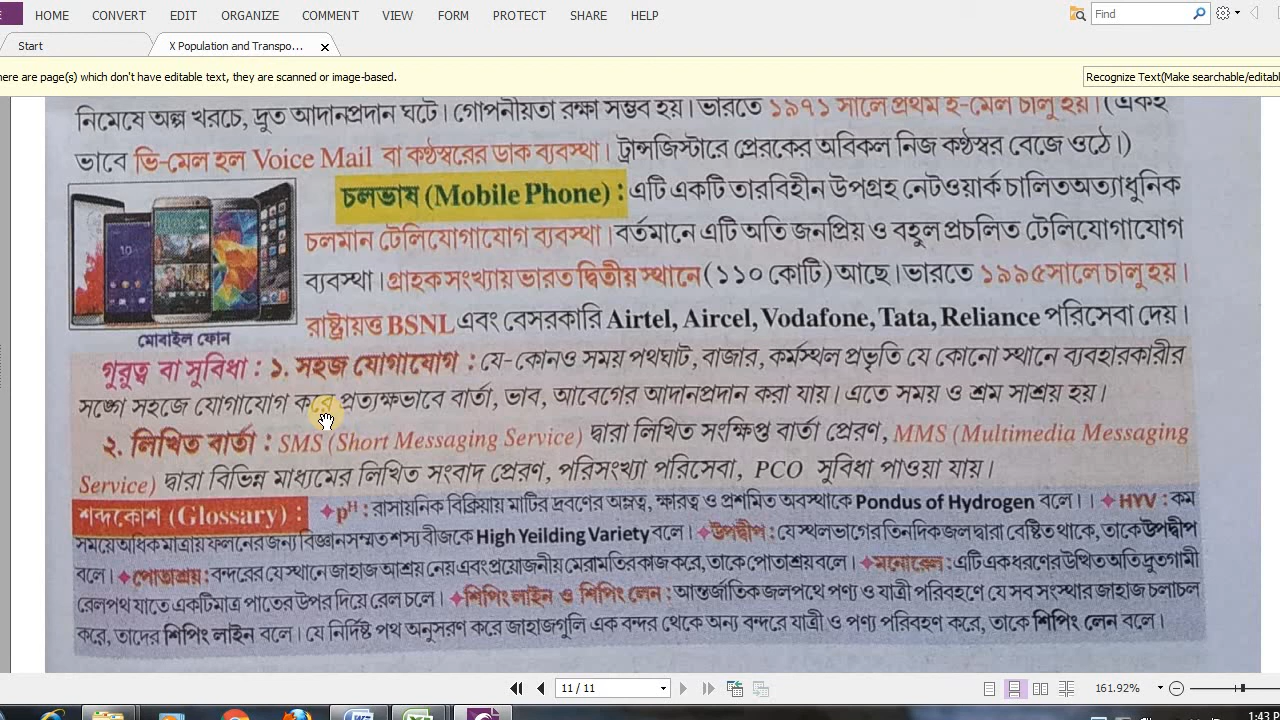 HOME CONVERT EDIT ORGANIZE COMMENT VIEW FORM PROTECT SHARE HELP Find
Start X Population and Transpo...
here are page(s) which don't have editable text, they are scanned or image-based. Recognize Text(Make searchable/editabl
নিমেষে অল্প খরচে, দ্রুত আদানপ্রদান ঘটে। গোপনীয়তা রক্ষা সম্ভব হয়। ভারতে ১৯৭১ সালে প্রথম ই-মেল চালু হয়। (একই
ভাবে ভি-মেল হল Voice Mail বা কণ্ঠস্বরের ডাক ব্যবস্থা। ট্রান্সজিস্টারে প্রেরকের অবিকল নিজ কণ্ঠস্বর বেজে ওঠে।)
চলভাষ (Mobile Phone) : এটি একটি তারবিহীন উপগ্রহ নেটওয়ার্ক চালিত অত্যাধুনিক
চলমান টেলিযোগাযোগ ব্যবস্থা। বর্তমানে এটি অতি জনপ্রিয় ও বহুল প্রচলিত টেলিযোগাযোগ
ব্যবস্থা। গ্রাহক সংখ্যায় ভারত দ্বিতীয় স্থানে (১১০ কোটি) আছে। ভারতে ১৯৯৫ সালে চালু হয়।
রাষ্ট্রায়ত্ত BSNL এবং বেসরকারি Airtel, Aircel, Vodafone, Tata, Reliance পরিসেবা দেয়।
মোবাইল ফোন
গুরুত্ব বা সুবিধা : ১. সহজ যোগাযোগ : যে-কোনও সময় পথঘাট, বাজার, কর্মস্থল প্রভৃতি যে কোনো স্থানে ব্যবহারকারীর
সঙ্গে সহজে যোগাযোগ করে প্রত্যক্ষভাবে বার্তা, ভাব, আবেগের আদানপ্রদান করা যায়। এতে সময় ও শ্রম সাশ্রয় হয়।
২. লিখিত বার্তা : SMS (Short Messaging Service) দ্বারা লিখিত সংক্ষিপ্ত বার্তা প্রেরণ, MMS (Multimedia Messaging
Service) দ্বারা বিভিন্ন মাধ্যমের লিখিত সংবাদ প্রেরণ, পরিসংখ্যা পরিসেবা, PCO সুবিধা পাওয়া যায়।
শব্দকোশ (Glossary) : ✦pᴴ : রাসায়নিক বিক্রিয়ায় মাটির দ্রবণের অম্লত্ব, ক্ষারত্ব ও প্রশমিত অবস্থাকে Pondus of Hydrogen বলে।। ✦HYV : কম
সময়ে অধিক মাত্রায় ফলনের জন্য বিজ্ঞানসম্মত শস্য বীজকে High Yeilding Variety বলে। ✦উপদ্বীপ : যে স্থলভাগের তিনদিক জল দ্বারা বেষ্টিত থাকে, তাকে উপদ্বীপ
বলে। ✦পোতাশ্রয় : বন্দরের যে স্থানে জাহাজ আশ্রয় নেয় এবং প্রয়োজনীয় মেরামতির কাজ করে, তাকে পোতাশ্রয় বলে। ✦মনোরেল : এটি এক ধরণের উত্থিত অতি দ্রুতগামী
রেলপথ যাতে একটিমাত্র পাতের উপর দিয়ে রেল চলে। ✦শিপিং লাইন ও শিপিং লেন : আন্তর্জাতিক জলপথে পণ্য ও যাত্রী পরিবহণে যে সব সংস্থার জাহাজ চলাচল
করে, তাদের শিপিং লাইন বলে। যে নির্দিষ্ট পথ অনুসরণ করে জাহাজগুলি এক বন্দর থেকে অন্য বন্দরে যাত্রী ও পণ্য পরিবহণ করে, তাকে শিপিং লেন বলে।
11 / 11 161.92%
1:43 P